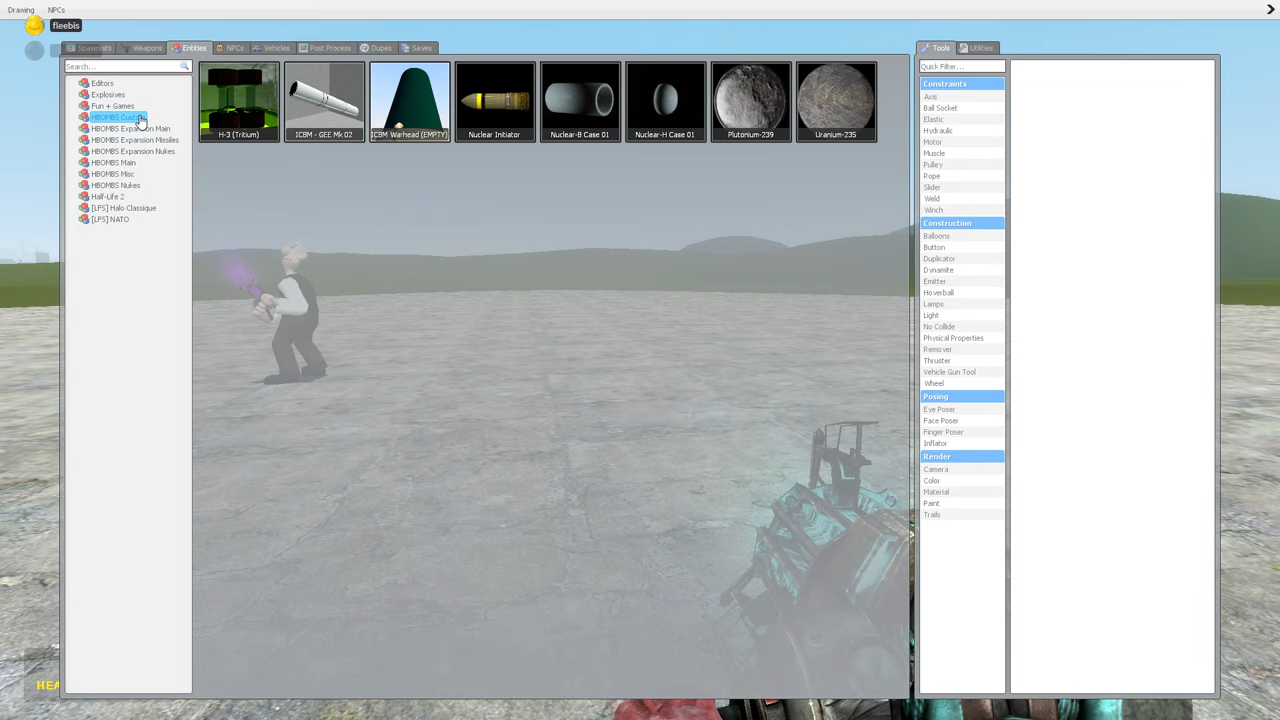 Drawing NPCs
fleebis
Spawnlists Weapons Entities NPCs Vehicles Post Process Dupes Saves
Tools Utilities
Search...
Editors
Explosives
Fun + Games
HBOMBS Custom
HBOMBS Expansion Main
HBOMBS Expansion Missiles
HBOMBS Expansion Nukes
HBOMBS Main
HBOMBS Misc
HBOMBS Nukes
Half-Life 2
[LFS] Halo Classique
[LFS] NATO
H-3 (Tritium)
ICBM - GEE Mk 02
ICBM Warhead (EMPTY)
Nuclear Initiator
Nuclear-B Case 01
Nuclear-H Case 01
Plutonium-239
Uranium-235
Quick Filter...
Constraints
Axis
Ball Socket
Elastic
Hydraulic
Motor
Muscle
Pulley
Rope
Slider
Weld
Winch
Construction
Balloons
Button
Duplicator
Dynamite
Emitter
Hoverball
Lamps
Light
No Collide
Physical Properties
Remover
Thruster
Vehicle Gun Tool
Wheel
Posing
Eye Poser
Face Poser
Finger Poser
Inflator
Render
Camera
Color
Material
Paint
Trails
HEA